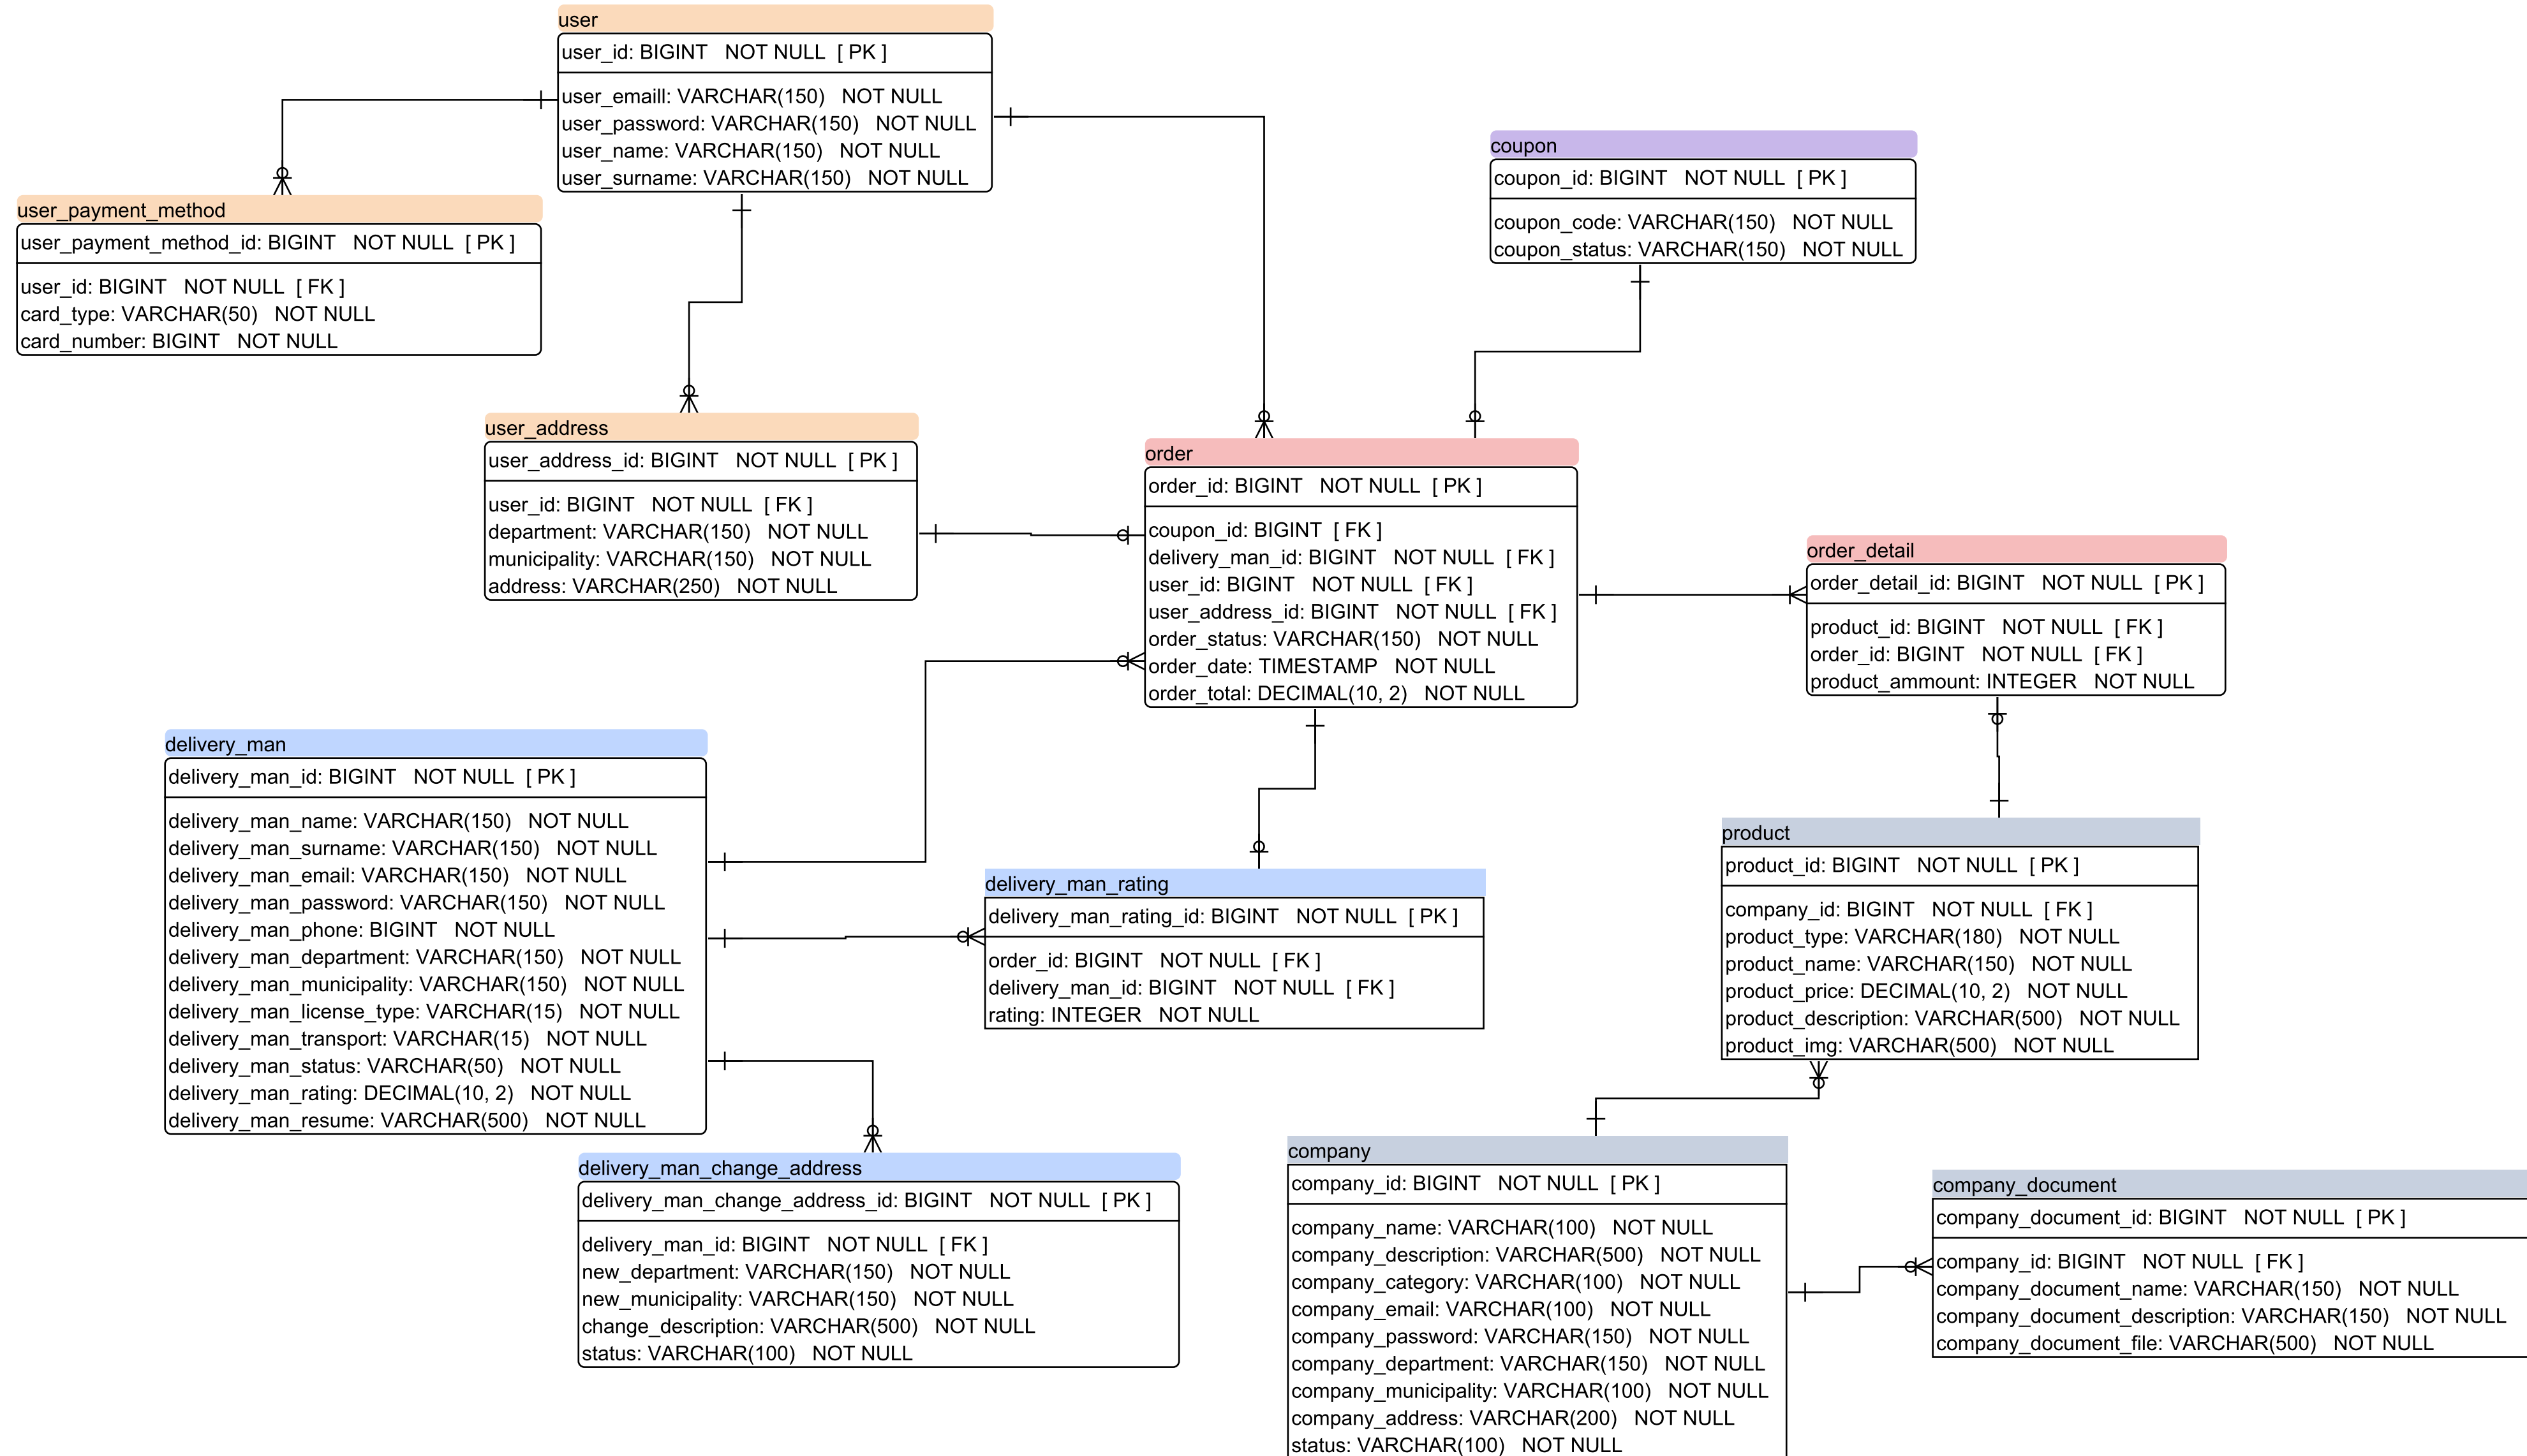 user
user_id: BIGINT NOT NULL [ PK ]
user_emaill: VARCHAR(150) NOT NULL
user_password: VARCHAR(150) NOT NULL
user_name: VARCHAR(150) NOT NULL
user_surname: VARCHAR(150) NOT NULL
coupon
coupon_id: BIGINT NOT NULL [ PK ]
coupon_code: VARCHAR(150) NOT NULL
coupon_status: VARCHAR(150) NOT NULL
user_payment_method
user_payment_method_id: BIGINT NOT NULL [ PK ]
user_id: BIGINT NOT NULL [ FK ]
card_type: VARCHAR(50) NOT NULL
card_number: BIGINT NOT NULL
user_address
user_address_id: BIGINT NOT NULL [ PK ]
user_id: BIGINT NOT NULL [ FK ]
department: VARCHAR(150) NOT NULL
municipality: VARCHAR(150) NOT NULL
address: VARCHAR(250) NOT NULL
order
order_id: BIGINT NOT NULL [ PK ]
coupon_id: BIGINT [ FK ]
delivery_man_id: BIGINT NOT NULL [ FK ]
user_id: BIGINT NOT NULL [ FK ]
user_address_id: BIGINT NOT NULL [ FK ]
order_status: VARCHAR(150) NOT NULL
order_date: TIMESTAMP NOT NULL
order_total: DECIMAL(10, 2) NOT NULL
order_detail
order_detail_id: BIGINT NOT NULL [ PK ]
product_id: BIGINT NOT NULL [ FK ]
order_id: BIGINT NOT NULL [ FK ]
product_ammount: INTEGER NOT NULL
delivery_man
delivery_man_id: BIGINT NOT NULL [ PK ]
delivery_man_name: VARCHAR(150) NOT NULL
delivery_man_surname: VARCHAR(150) NOT NULL
delivery_man_email: VARCHAR(150) NOT NULL
delivery_man_password: VARCHAR(150) NOT NULL
delivery_man_phone: BIGINT NOT NULL
delivery_man_department: VARCHAR(150) NOT NULL
delivery_man_municipality: VARCHAR(150) NOT NULL
delivery_man_license_type: VARCHAR(15) NOT NULL
delivery_man_transport: VARCHAR(15) NOT NULL
delivery_man_status: VARCHAR(50) NOT NULL
delivery_man_rating: DECIMAL(10, 2) NOT NULL
delivery_man_resume: VARCHAR(500) NOT NULL
delivery_man_rating
delivery_man_rating_id: BIGINT NOT NULL [ PK ]
order_id: BIGINT NOT NULL [ FK ]
delivery_man_id: BIGINT NOT NULL [ FK ]
rating: INTEGER NOT NULL
product
product_id: BIGINT NOT NULL [ PK ]
company_id: BIGINT NOT NULL [ FK ]
product_type: VARCHAR(180) NOT NULL
product_name: VARCHAR(150) NOT NULL
product_price: DECIMAL(10, 2) NOT NULL
product_description: VARCHAR(500) NOT NULL
product_img: VARCHAR(500) NOT NULL
delivery_man_change_address
delivery_man_change_address_id: BIGINT NOT NULL [ PK ]
delivery_man_id: BIGINT NOT NULL [ FK ]
new_department: VARCHAR(150) NOT NULL
new_municipality: VARCHAR(150) NOT NULL
change_description: VARCHAR(500) NOT NULL
status: VARCHAR(100) NOT NULL
company
company_id: BIGINT NOT NULL [ PK ]
company_name: VARCHAR(100) NOT NULL
company_description: VARCHAR(500) NOT NULL
company_category: VARCHAR(100) NOT NULL
company_email: VARCHAR(100) NOT NULL
company_password: VARCHAR(150) NOT NULL
company_department: VARCHAR(150) NOT NULL
company_municipality: VARCHAR(100) NOT NULL
company_address: VARCHAR(200) NOT NULL
status: VARCHAR(100) NOT NULL
company_document
company_document_id: BIGINT NOT NULL [ PK ]
company_id: BIGINT NOT NULL [ FK ]
company_document_name: VARCHAR(150) NOT NULL
company_document_description: VARCHAR(150) NOT NULL
company_document_file: VARCHAR(500) NOT NULL